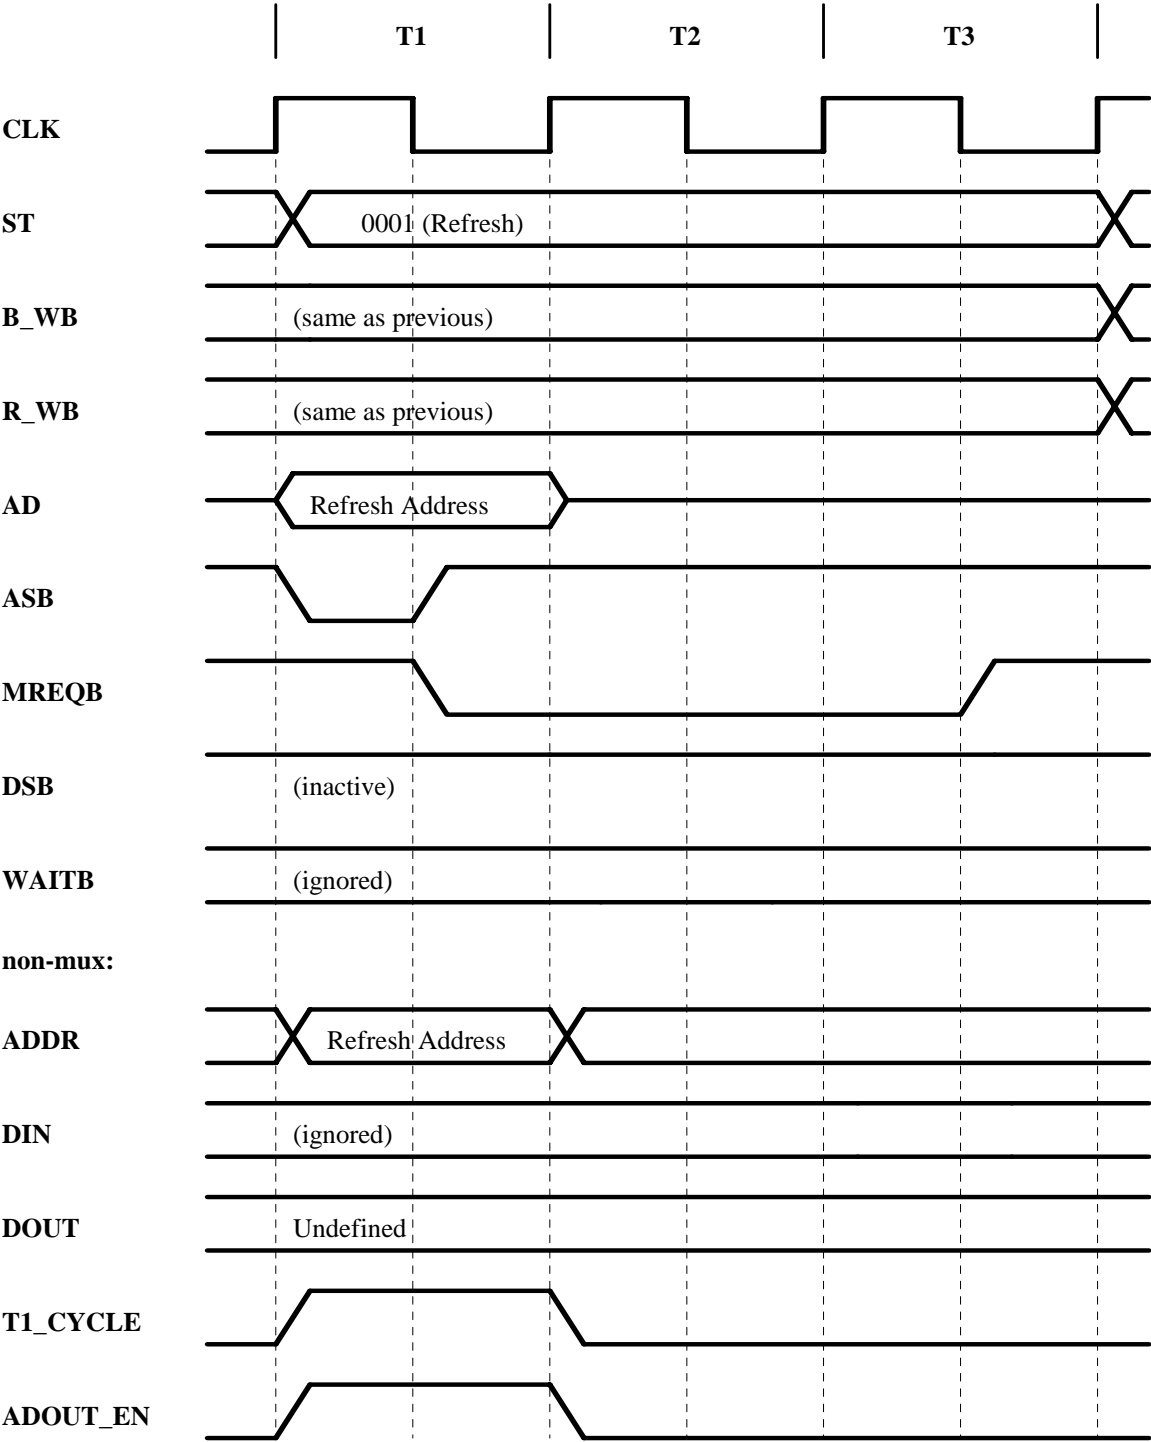 T1 T2 T3
CLK
ST 0001 (Refresh)
B_WB (same as previous)
R_WB (same as previous)
AD Refresh Address
ASB
MREQB
DSB (inactive)
WAITB (ignored)
non-mux:
ADDR Refresh Address
DIN (ignored)
DOUT Undefined
T1_CYCLE
ADOUT_EN